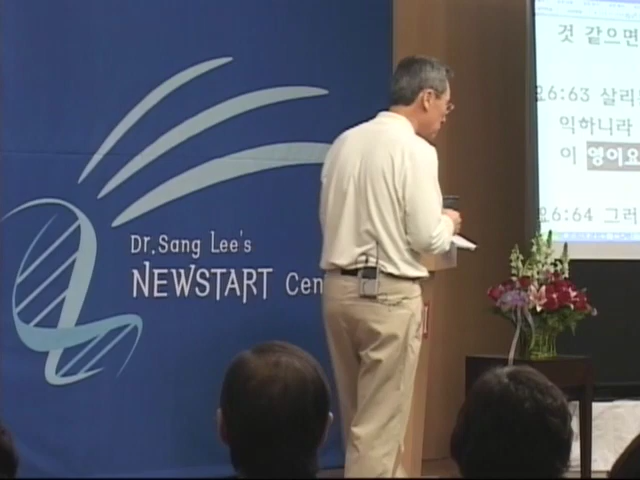 Dr. Sang Lee's
NEWSTART Cen
것 같으면
요6:63 살리
익하니라
이 영이요
요6:64 그러